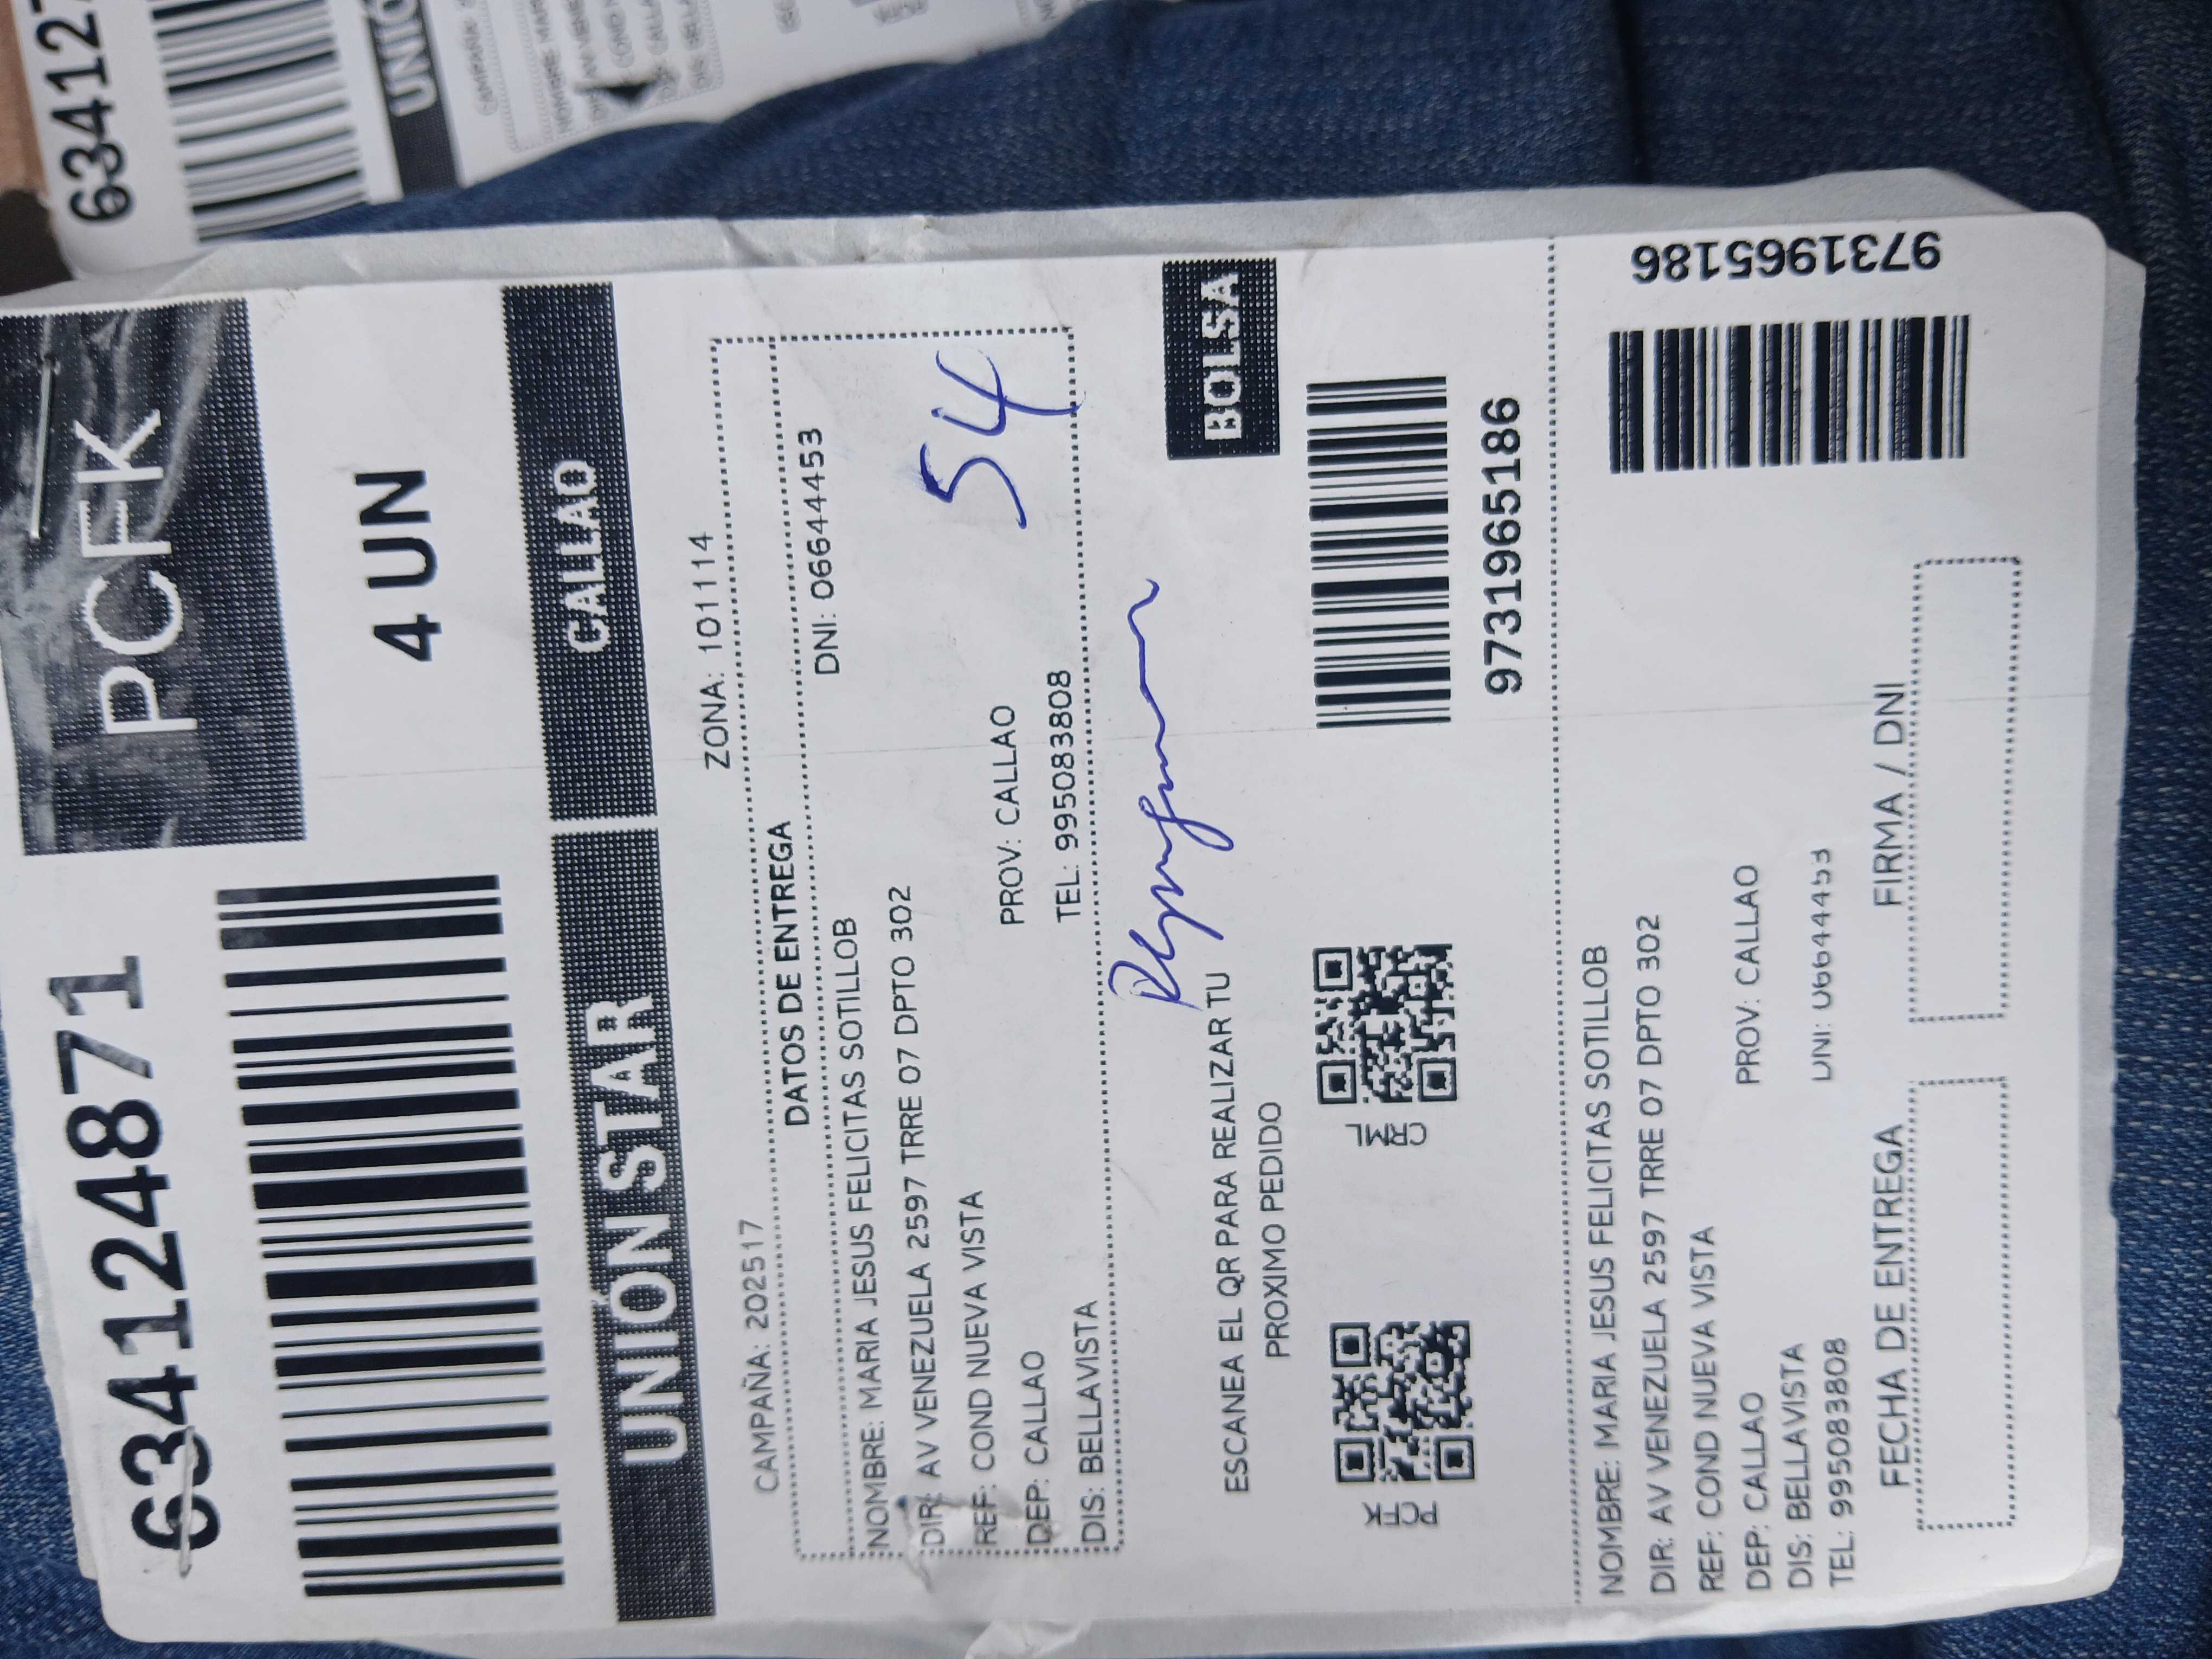 634124871
PCFK
4 UN
UNIÓN STAR
CALLAO
CAMPAÑA: 202517
ZONA: 101114
DATOS DE ENTREGA
NOMBRE: MARIA JESUS FELICITAS SOTILLOB
DNI: 06644453
DIR: AV VENEZUELA 2597 TRRE 07 DPTO 302
REF: COND NUEVA VISTA
54
DEP: CALLAO
PROV: CALLAO
DIS: BELLAVISTA
TEL: 995083808
ESCANEA EL QR PARA REALIZAR TU
PROXIMO PEDIDO
BOLSA
PCFK
CRML
9731965186
NOMBRE: MARIA JESUS FELICITAS SOTILLOB
DIR: AV VENEZUELA 2597 TRRE 07 DPTO 302
REF: COND NUEVA VISTA
DEP: CALLAO
PROV: CALLAO
DIS: BELLAVISTA
TEL: 995083808
DNI: 06644453
9731965186
FECHA DE ENTREGA
FIRMA / DNI
63412
UNIÓ
CAMPAÑA